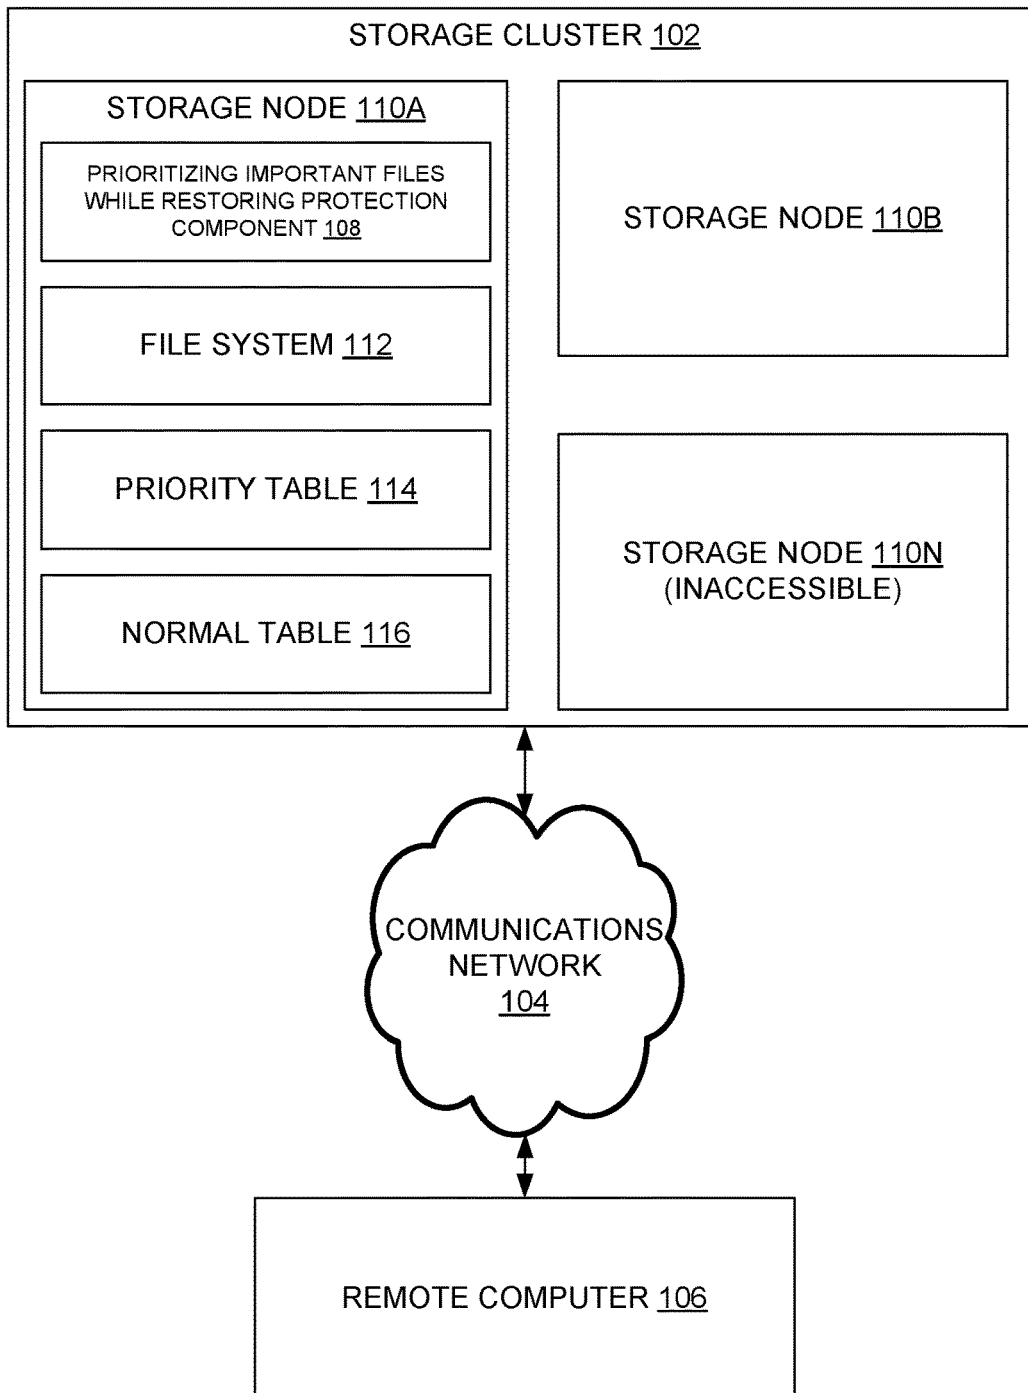 STORAGE CLUSTER 102
STORAGE NODE 110A
PRIORITIZING IMPORTANT FILES
WHILE RESTORING PROTECTION
COMPONENT 108
FILE SYSTEM 112
PRIORITY TABLE 114
NORMAL TABLE 116
STORAGE NODE 110B
STORAGE NODE 110N
(INACCESSIBLE)
COMMUNICATIONS
NETWORK
104
REMOTE COMPUTER 106